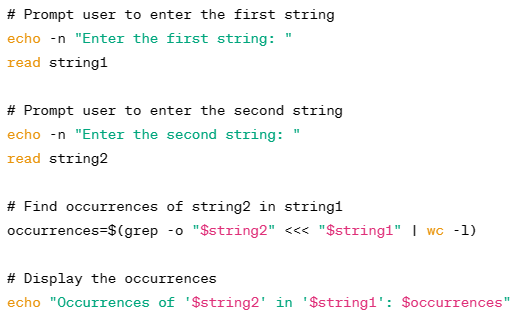 # Prompt user to enter the first string
echo -n "Enter the first string: "
read string1
# Prompt user to enter the second string
echo -n "Enter the second string: "
read string2
# Find occurrences of string2 in string1
occurrences=$(grep -o "$string2" <<< "$string1" | wc -l)
# Display the occurrences
echo "Occurrences of '$string2' in '$string1': $occurrences"